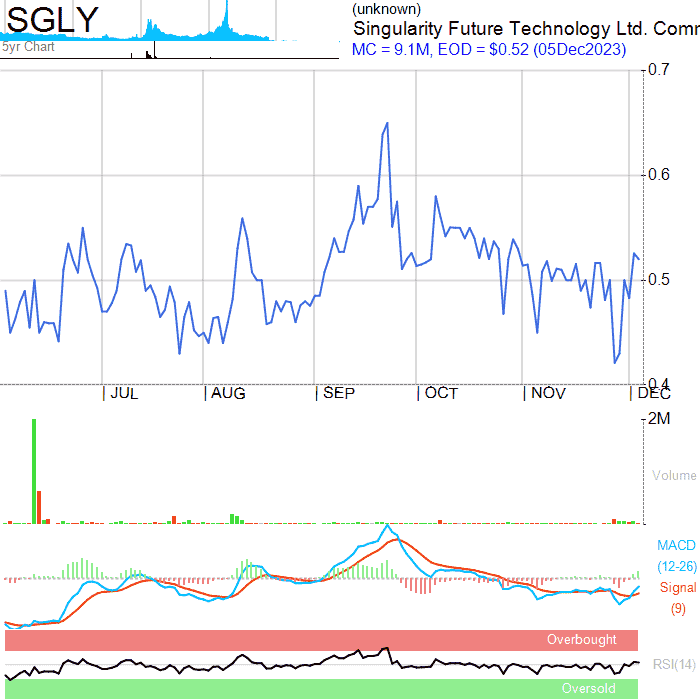 SGLY
5yr Chart
(unknown)
Singularity Future Technology Ltd. Comr
MC = 9.1M, EOD = $0.52 (05Dec2023)
0.7
0.6
0.5
0.4
| JUL | AUG | SEP | OCT | NOV | DEC
2M
Volume
MACD
(12-26)
Signal
(9)
Overbought
RSI(14)
Oversold